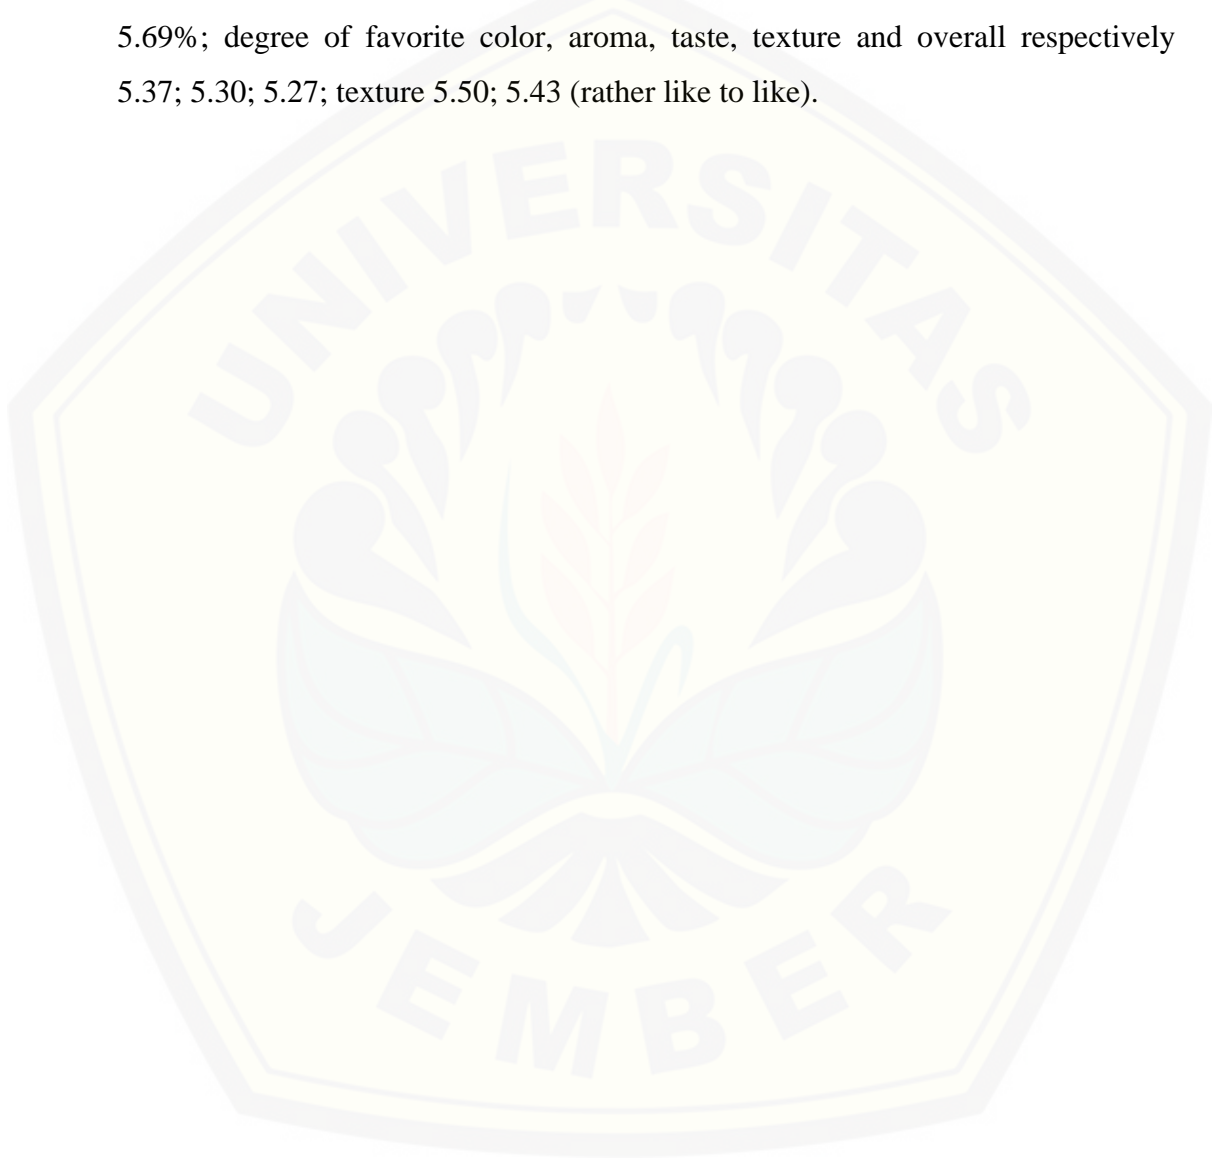 5.69%; degree of favorite color, aroma, taste, texture and overall respectively
5.37; 5.30; 5.27; texture 5.50; 5.43 (rather like to like).
UNIVERSITAS
JEMBER